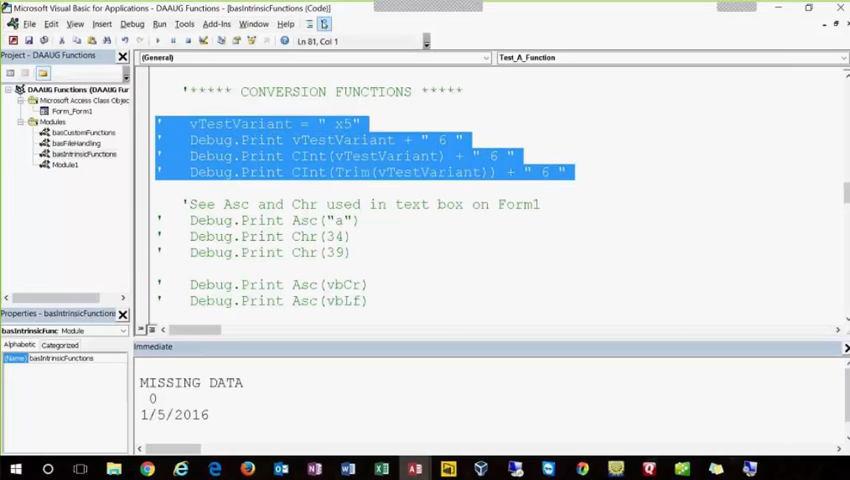 Microsoft Visual Basic for Applications - DAAUG Functions - [basIntrinsicFunctions (Code)]
File Edit View Insert Debug Run Tools Add-Ins Window Help
Ln 81, Col 1
Project - DAAUG Functions
(General)
Test_A_Function
DAAUG Functions (DAAUG Fur
Microsoft Access Class Objec
Form_Form1
Modules
basCustomFunctions
basFileHandling
basIntrinsicFunctions
Module1
'***** CONVERSION FUNCTIONS *****
' vTestVariant = " x5"
' Debug.Print vTestVariant + " 6 "
' Debug.Print CInt(vTestVariant) + " 6 "
' Debug.Print CInt(Trim(vTestVariant)) + " 6 "
'See Asc and Chr used in text box on Form1
' Debug.Print Asc("a")
' Debug.Print Chr(34)
' Debug.Print Chr(39)
' Debug.Print Asc(vbCr)
' Debug.Print Asc(vbLf)
Properties - basIntrinsicFunctions
basIntrinsicFunc Module
Alphabetic Categorized
(Name) basIntrinsicFunctions
Immediate
MISSING DATA
0
1/5/2016